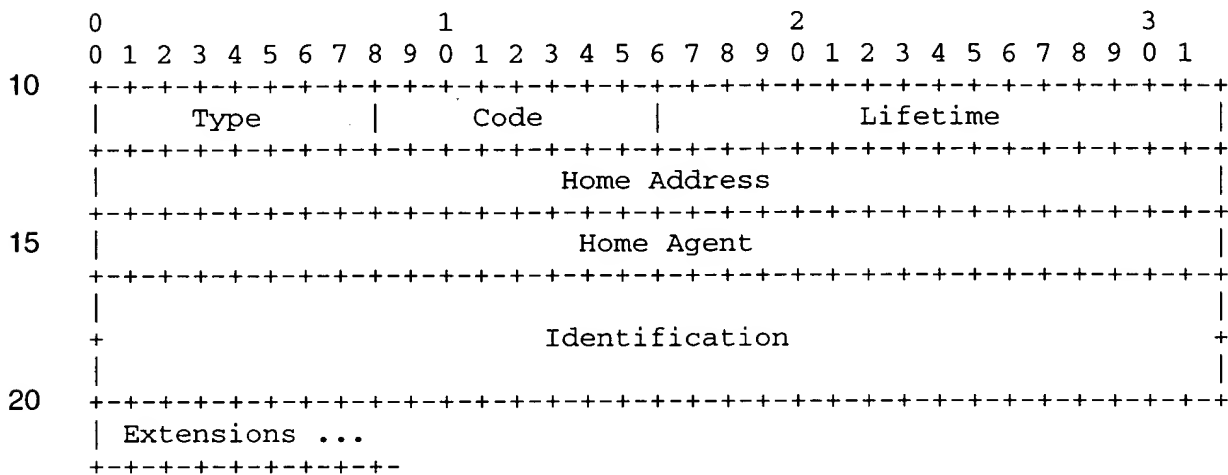 0                   1                   2                   3
0 1 2 3 4 5 6 7 8 9 0 1 2 3 4 5 6 7 8 9 0 1 2 3 4 5 6 7 8 9 0 1
10 +-+-+-+-+-+-+-+-+-+-+-+-+-+-+-+-+-+-+-+-+-+-+-+-+-+-+-+-+-+-+-+-+
| Type | Code | Lifetime |
+-+-+-+-+-+-+-+-+-+-+-+-+-+-+-+-+-+-+-+-+-+-+-+-+-+-+-+-+-+-+-+-+
| Home Address |
+-+-+-+-+-+-+-+-+-+-+-+-+-+-+-+-+-+-+-+-+-+-+-+-+-+-+-+-+-+-+-+-+
15 | Home Agent |
+-+-+-+-+-+-+-+-+-+-+-+-+-+-+-+-+-+-+-+-+-+-+-+-+-+-+-+-+-+-+-+-+
| |
+ Identification +
| |
20 +-+-+-+-+-+-+-+-+-+-+-+-+-+-+-+-+-+-+-+-+-+-+-+-+-+-+-+-+-+-+-+-+
| Extensions ...
+-+-+-+-+-+-+-+-+-